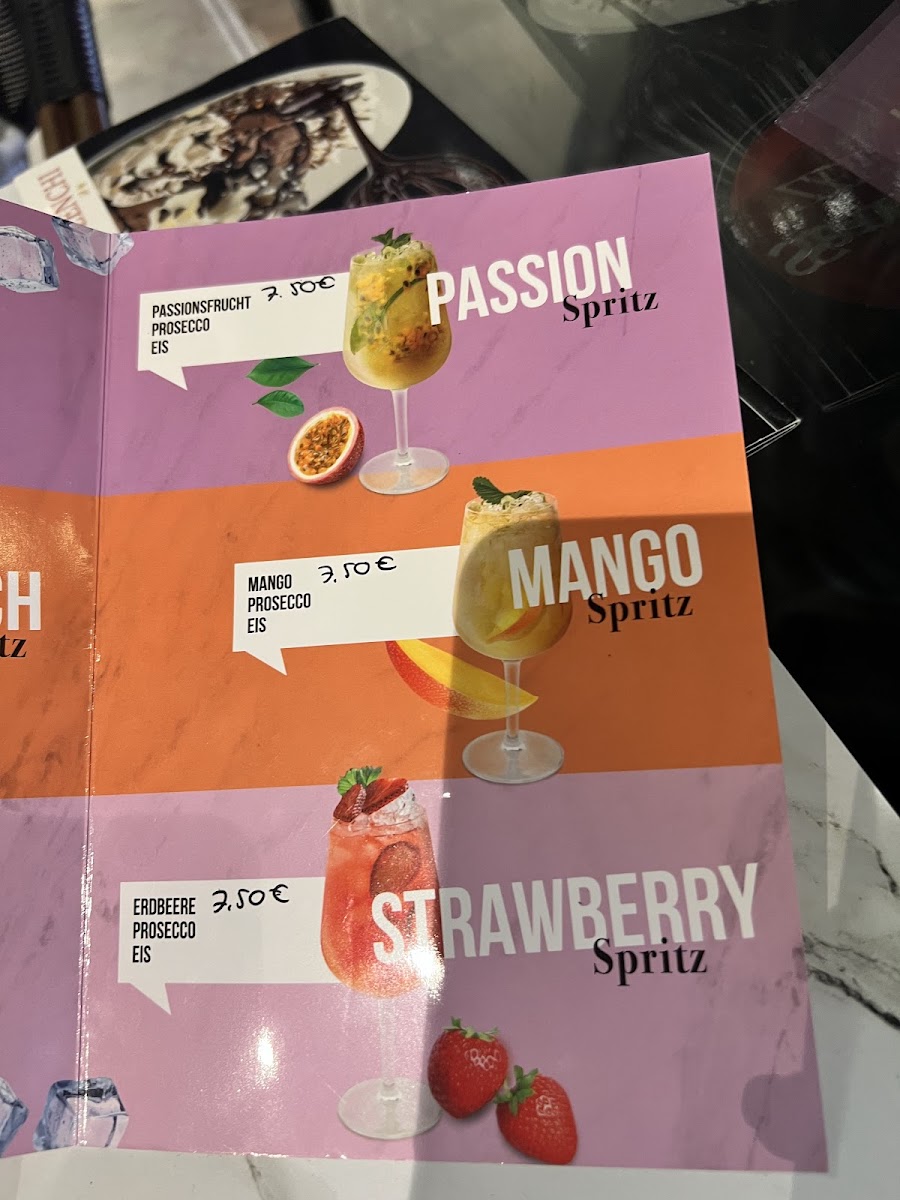 PASSION
Spritz
PASSIONSFRUCHT 7.50€
PROSECCO
EIS
MANGO
Spritz
MANGO 7,50€
PROSECCO
EIS
CH
tz
STRAWBERRY
Spritz
ERDBEERE 7,50€
PROSECCO
EIS